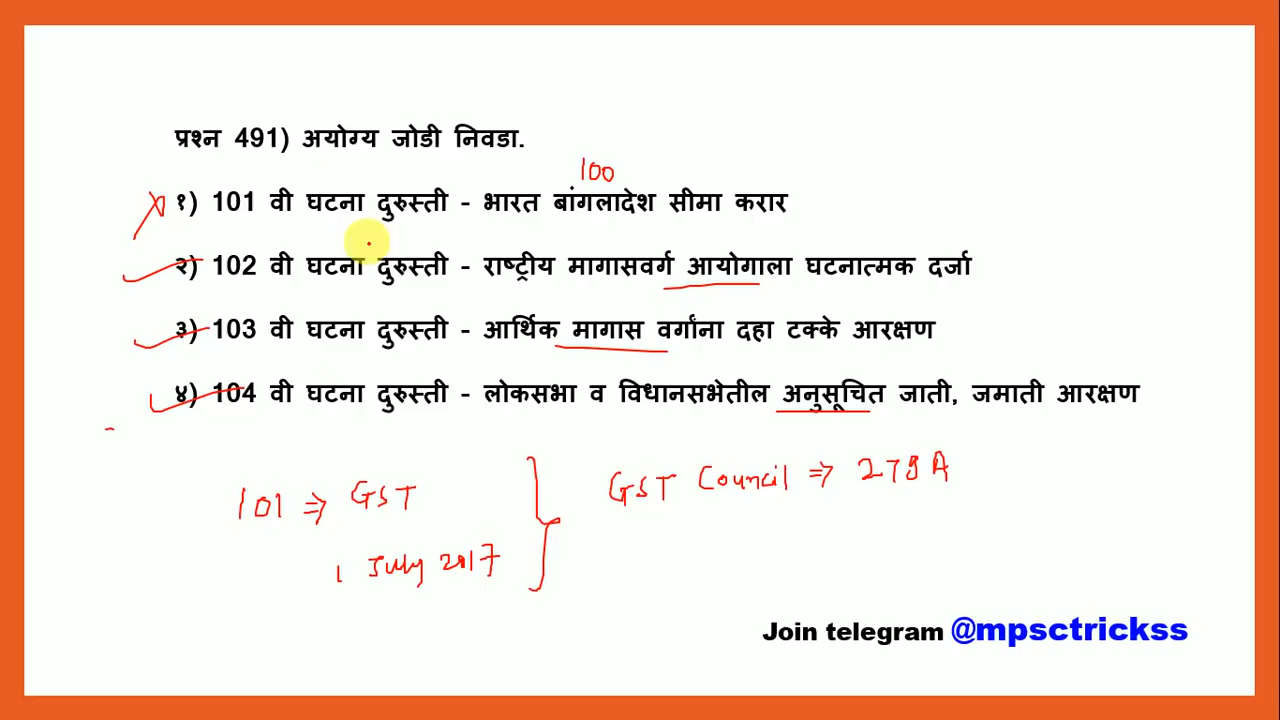 प्रश्न 491) अयोग्य जोडी निवडा.
100
१) 101 वी घटना दुरुस्ती - भारत बांगलादेश सीमा करार
२) 102 वी घटना दुरुस्ती - राष्ट्रीय मागासवर्ग आयोगाला घटनात्मक दर्जा
३) 103 वी घटना दुरुस्ती - आर्थिक मागास वर्गांना दहा टक्के आरक्षण
४) 104 वी घटना दुरुस्ती - लोकसभा व विधानसभेतील अनुसूचित जाती, जमाती आरक्षण
101 ⇒ GST
GST Council ⇒ 279A
1 July 2017
Join telegram @mpsctrickss